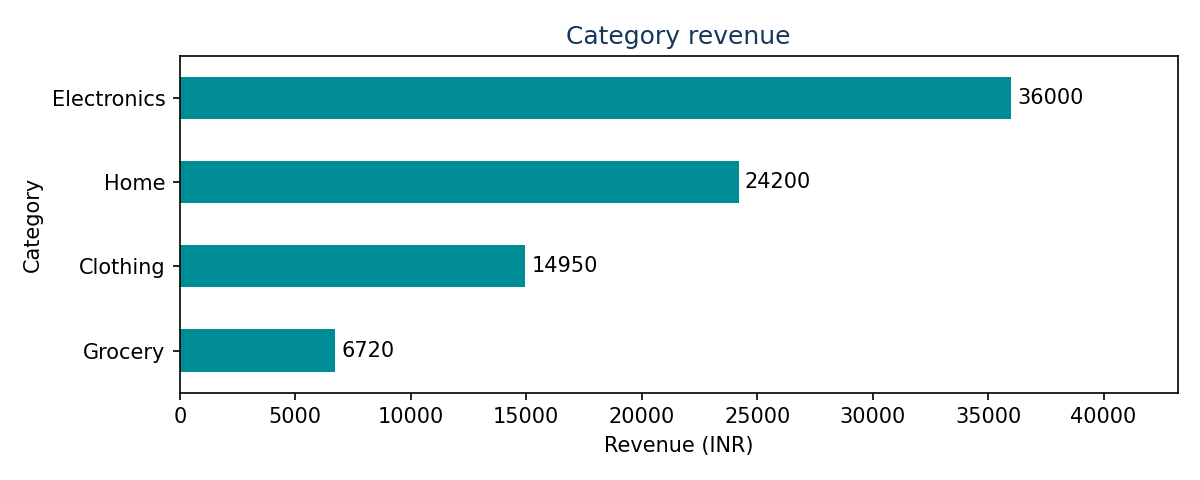 Category revenue
Electronics 36000
Home 24200
Clothing 14950
Grocery 6720
Category
0 5000 10000 15000 20000 25000 30000 35000 40000
Revenue (INR)